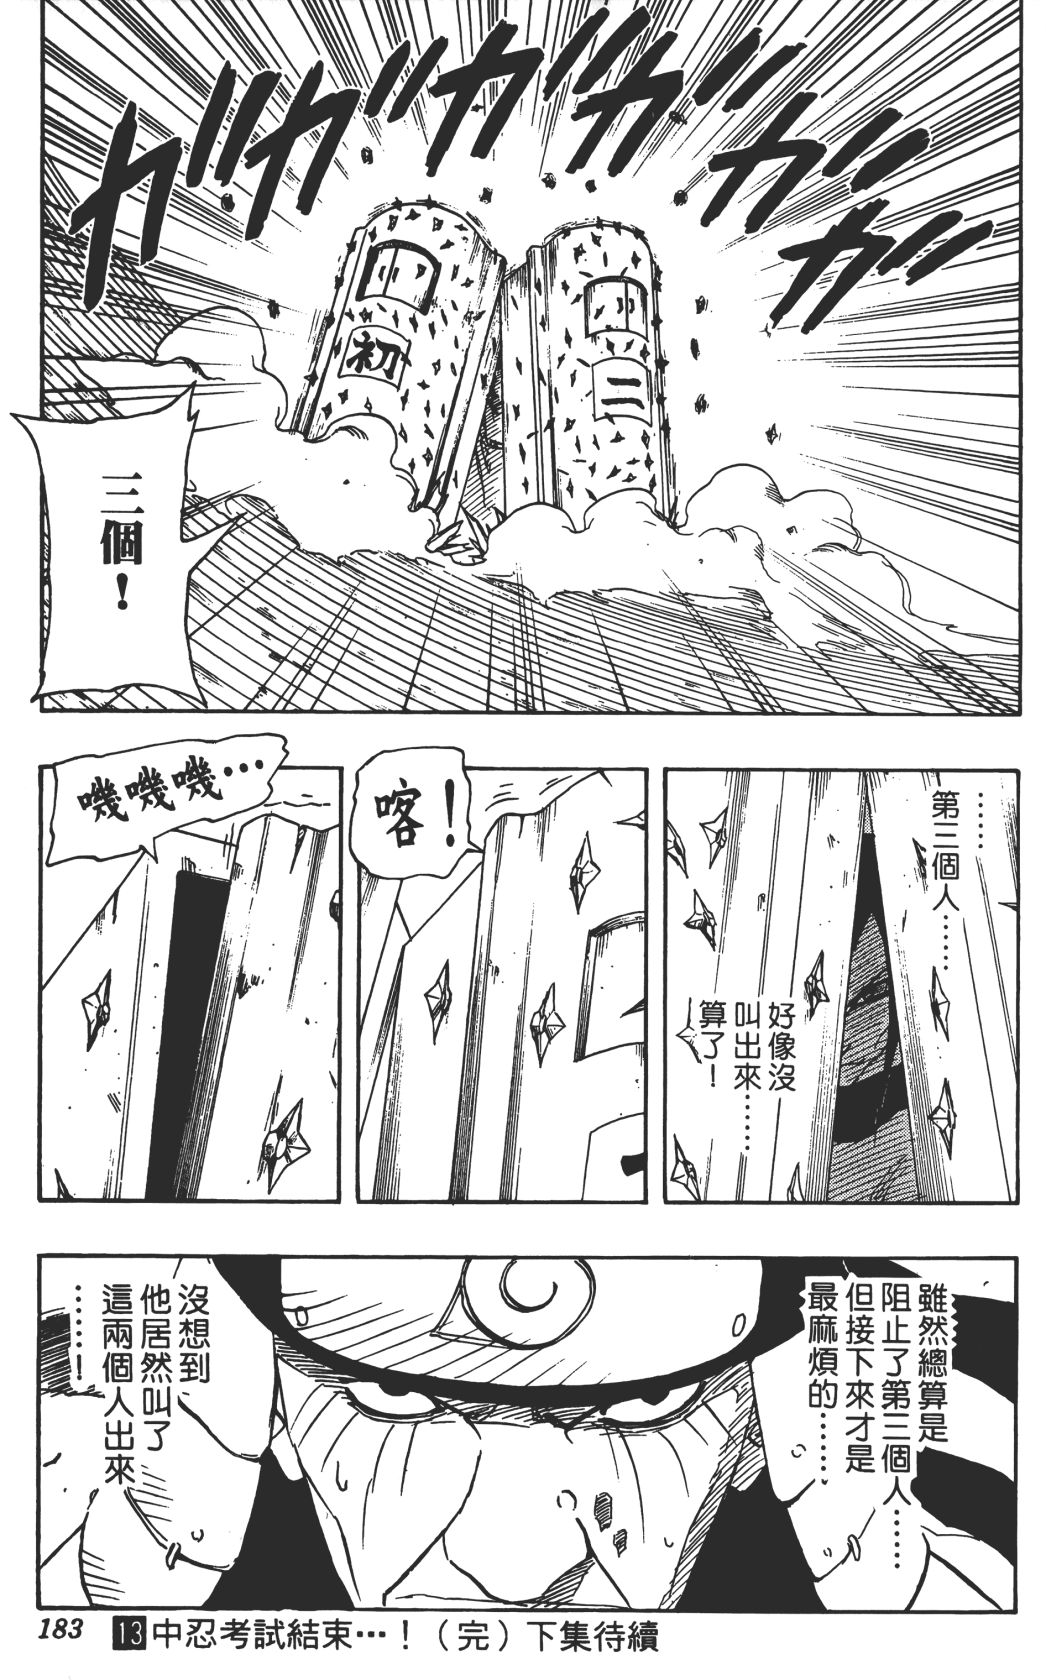 ガガガガガガガ
初
二
三個！
……
第三個人……
好像沒
叫出來……
算了！
喀！
嘰嘰嘰…
雖然總算是
阻止了第三個人……
但接下來才是
最麻煩的……
沒想到
他居然叫了
這兩個人出來
……！
183
13中忍考試結束…！（完）下集待續